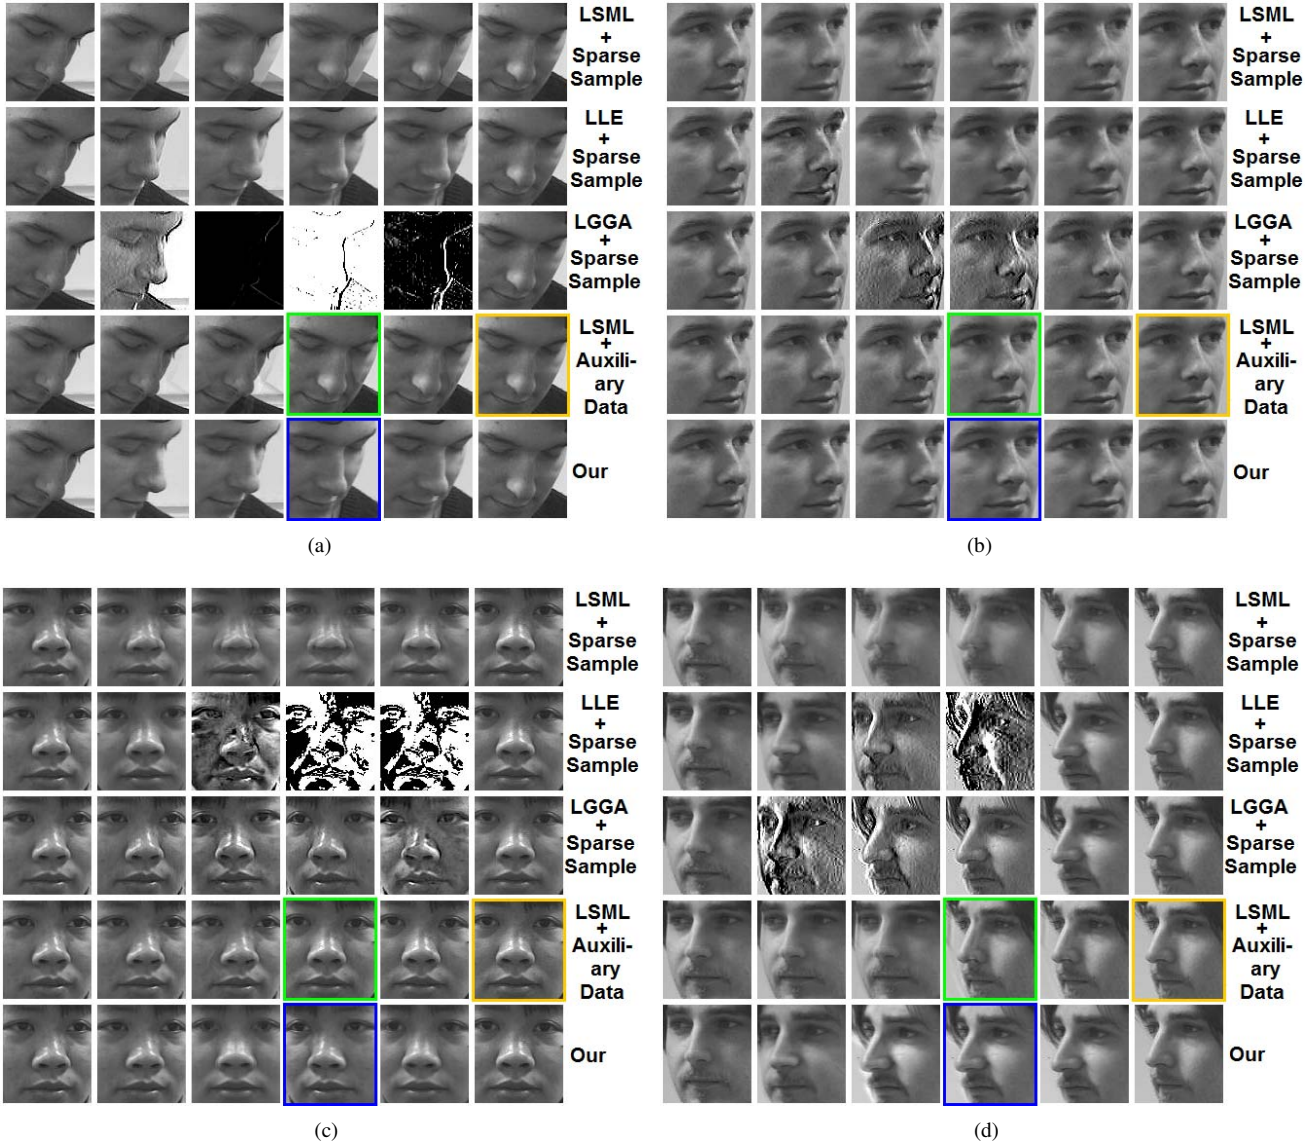 LSML
+
Sparse
Sample
LLE
+
Sparse
Sample
LGGA
+
Sparse
Sample
LSML
+
Auxili-
ary
Data
Our
(a)
LSML
+
Sparse
Sample
LLE
+
Sparse
Sample
LGGA
+
Sparse
Sample
LSML
+
Auxili-
ary
Data
Our
(b)
LSML
+
Sparse
Sample
LLE
+
Sparse
Sample
LGGA
+
Sparse
Sample
LSML
+
Auxili-
ary
Data
Our
(c)
LSML
+
Sparse
Sample
LLE
+
Sparse
Sample
LGGA
+
Sparse
Sample
LSML
+
Auxili-
ary
Data
Our
(d)